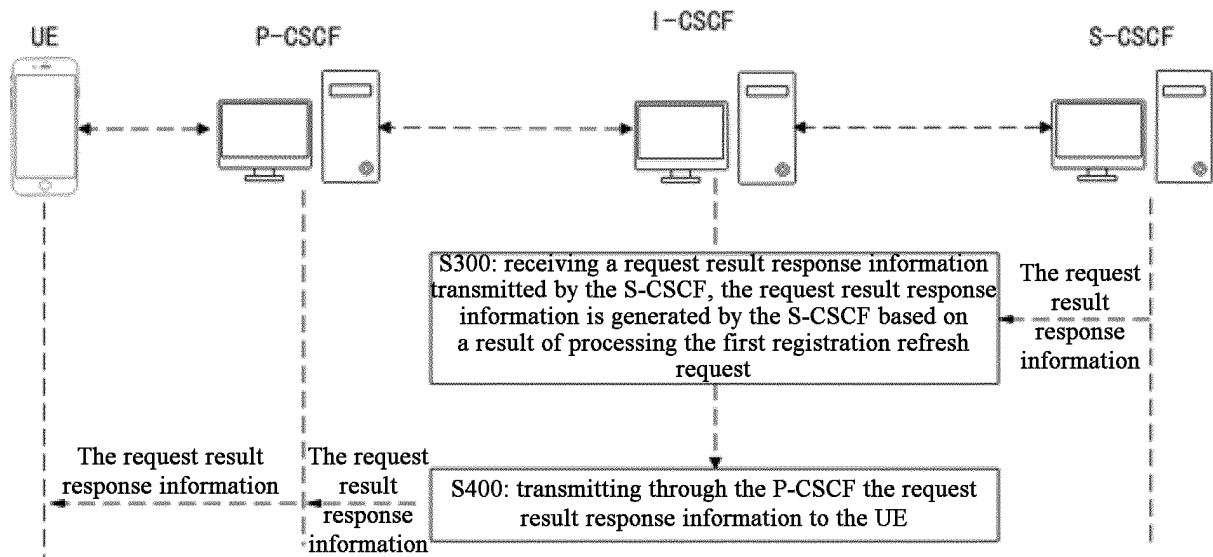 UE
P-CSCF
I-CSCF
S-CSCF
S300: receiving a request result response information
transmitted by the S-CSCF, the request result response
information is generated by the S-CSCF based on
a result of processing the first registration refresh
request
The request
result
response
information
The request result
response information
The request
result
response
information
S400: transmitting through the P-CSCF the request
result response information to the UE